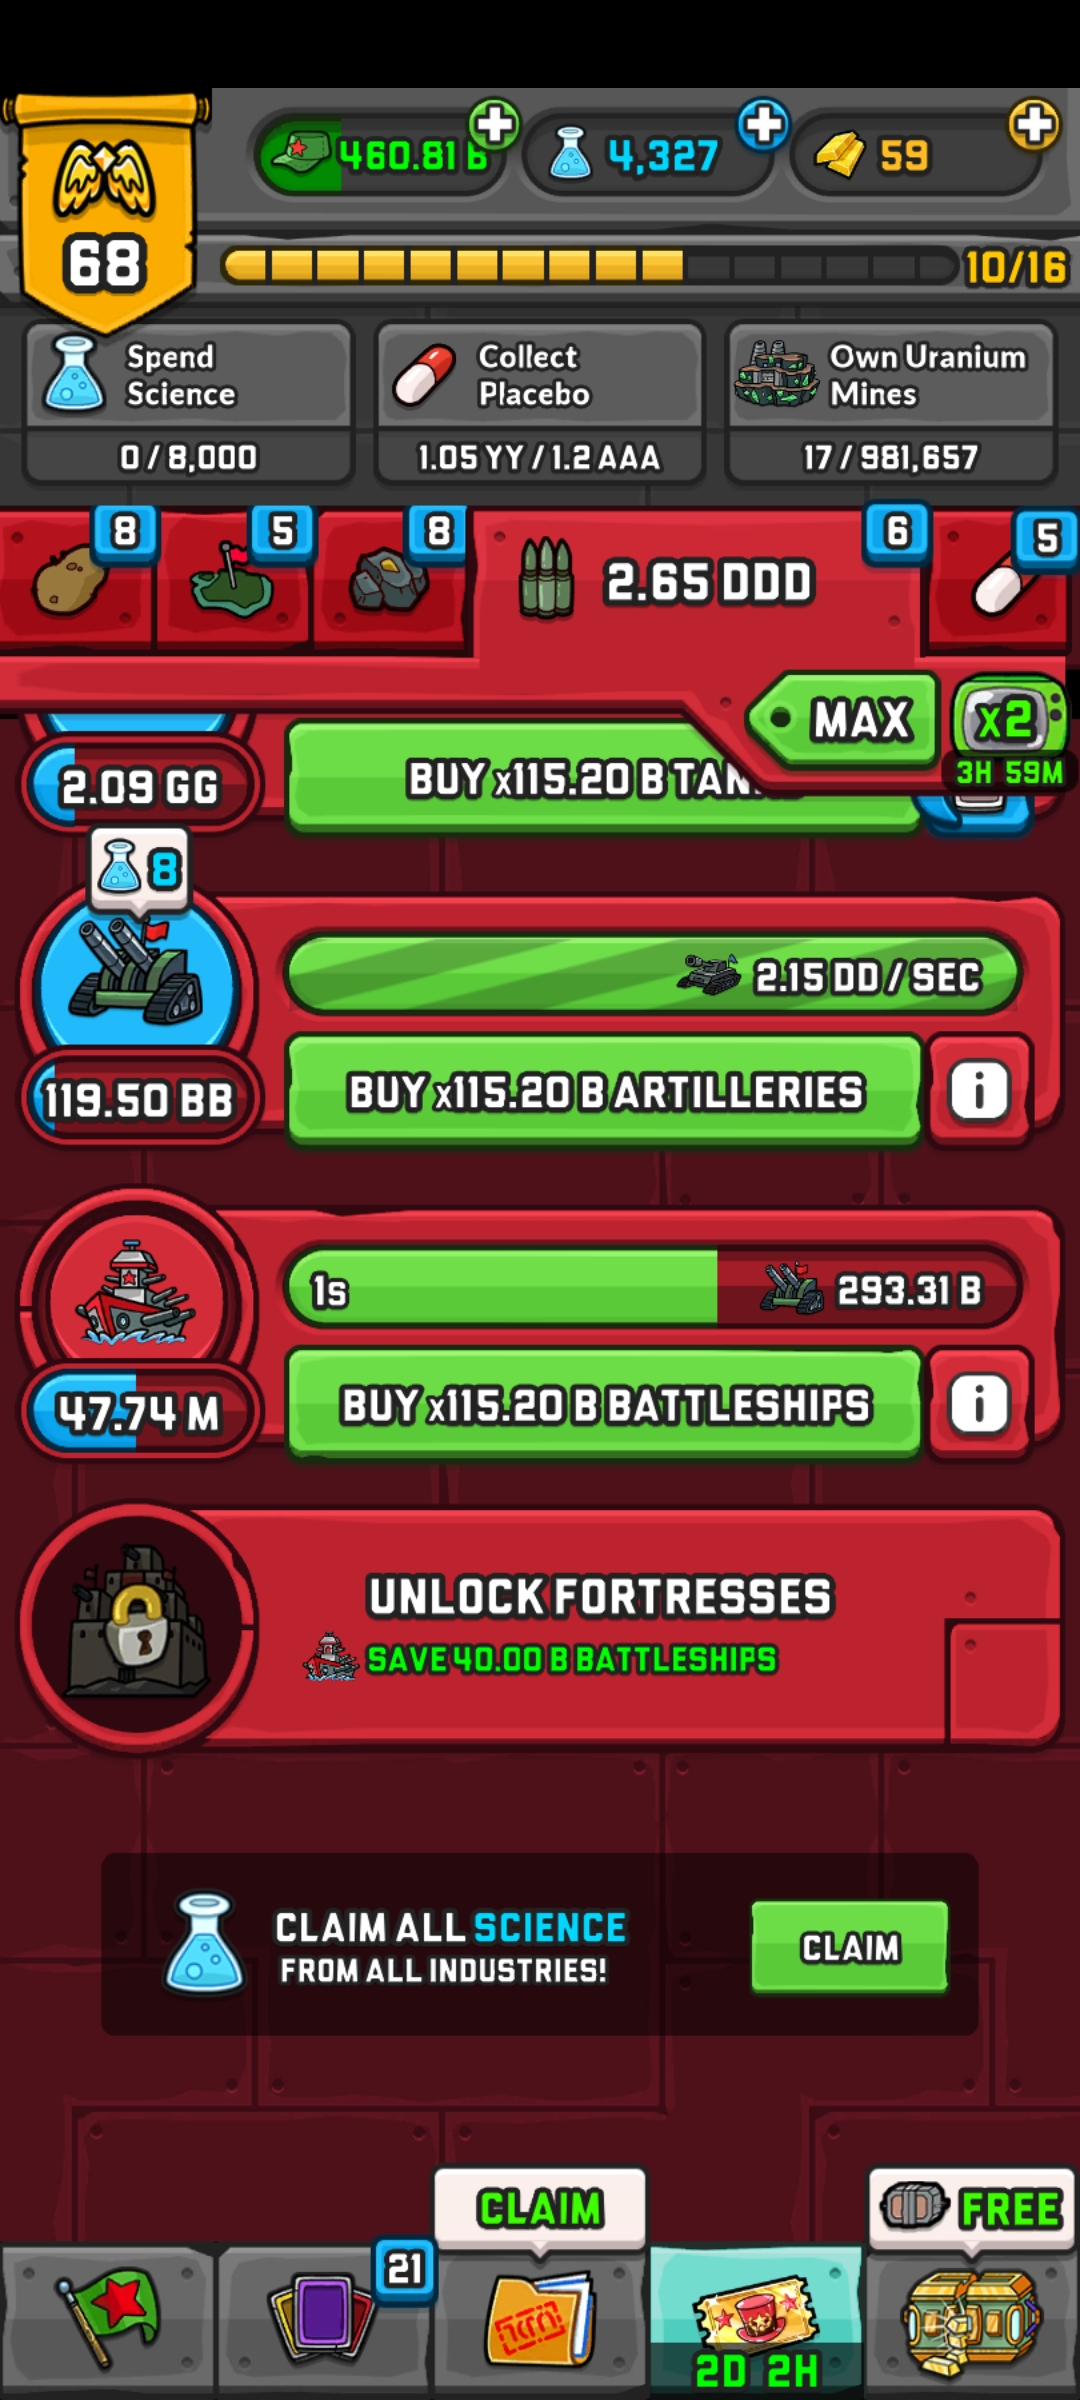 460.81 B
4,327
59
68
10/16
Spend
Science
0 / 8,000
Collect
Placebo
1.05 YY / 1.2 AAA
Own Uranium
Mines
17 / 981,657
8
5
8
2.65 DDD
6
5
MAX
x2
3H 59M
2.09 GG
BUY x115.20 B TAN
8
2.15 DD / SEC
119.50 BB
BUY x115.20 B ARTILLERIES
i
1s
293.31 B
47.74 M
BUY x115.20 B BATTLESHIPS
i
UNLOCK FORTRESSES
SAVE 40.00 B BATTLESHIPS
CLAIM ALL SCIENCE
FROM ALL INDUSTRIES!
CLAIM
CLAIM
FREE
21
2D 2H